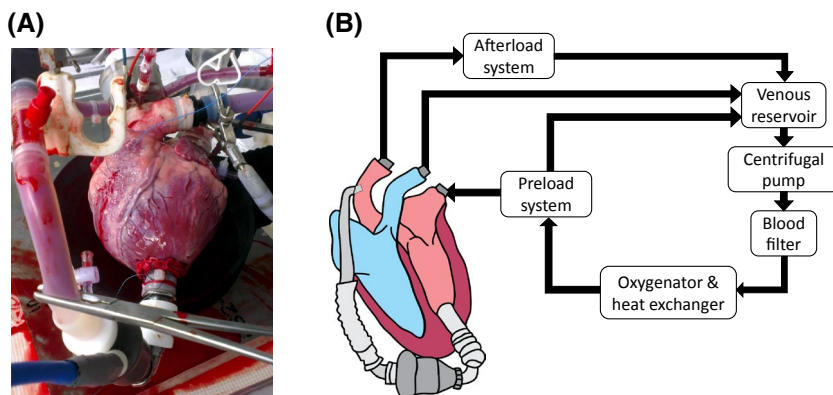 (A)
(B)
Afterload
system
Venous
reservoir
Centrifugal
pump
Preload
system
Blood
filter
Oxygenator &
heat exchanger